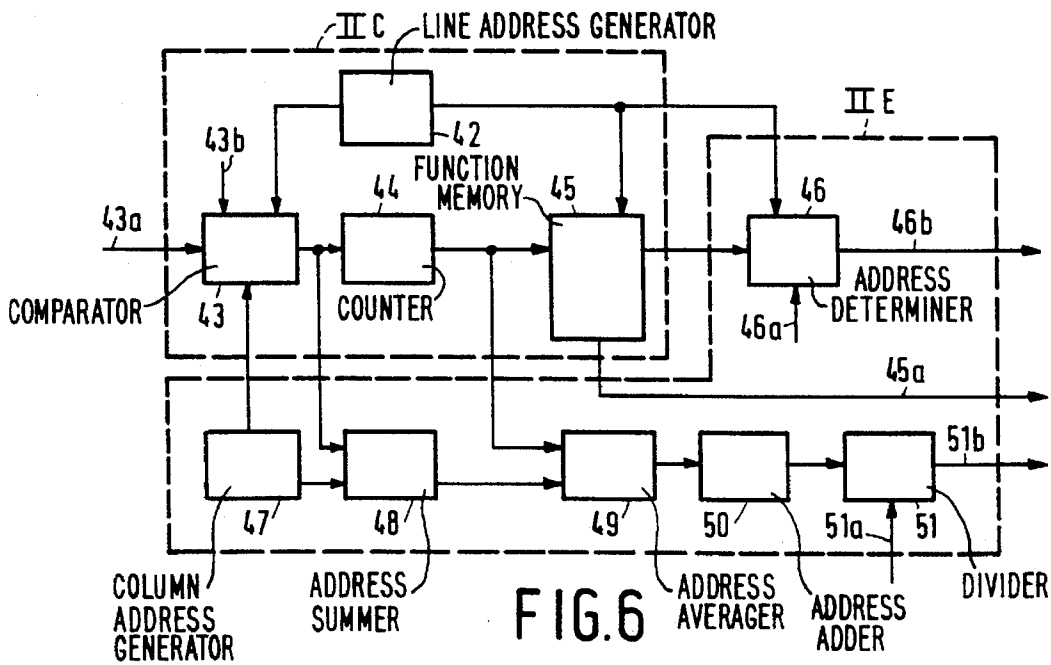 II C
LINE ADDRESS GENERATOR
II E
42
43b
FUNCTION
MEMORY
44
45
46
43a
46b
COMPARATOR
43
COUNTER
ADDRESS
DETERMINER
46a
45a
51b
47
48
49
50
51a
51
COLUMN
ADDRESS
GENERATOR
ADDRESS
SUMMER
FIG.6
ADDRESS
AVERAGER
ADDRESS
ADDER
DIVIDER